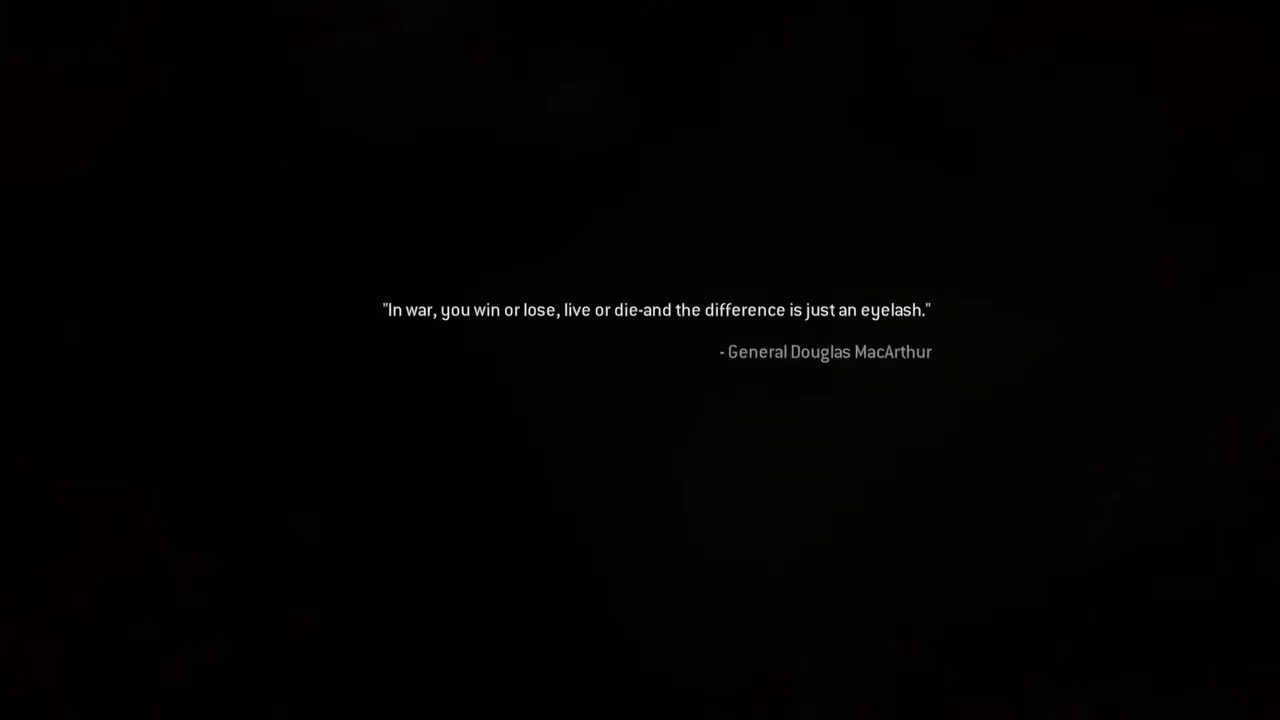 "In war, you win or lose, live or die-and the difference is just an eyelash."
- General Douglas MacArthur